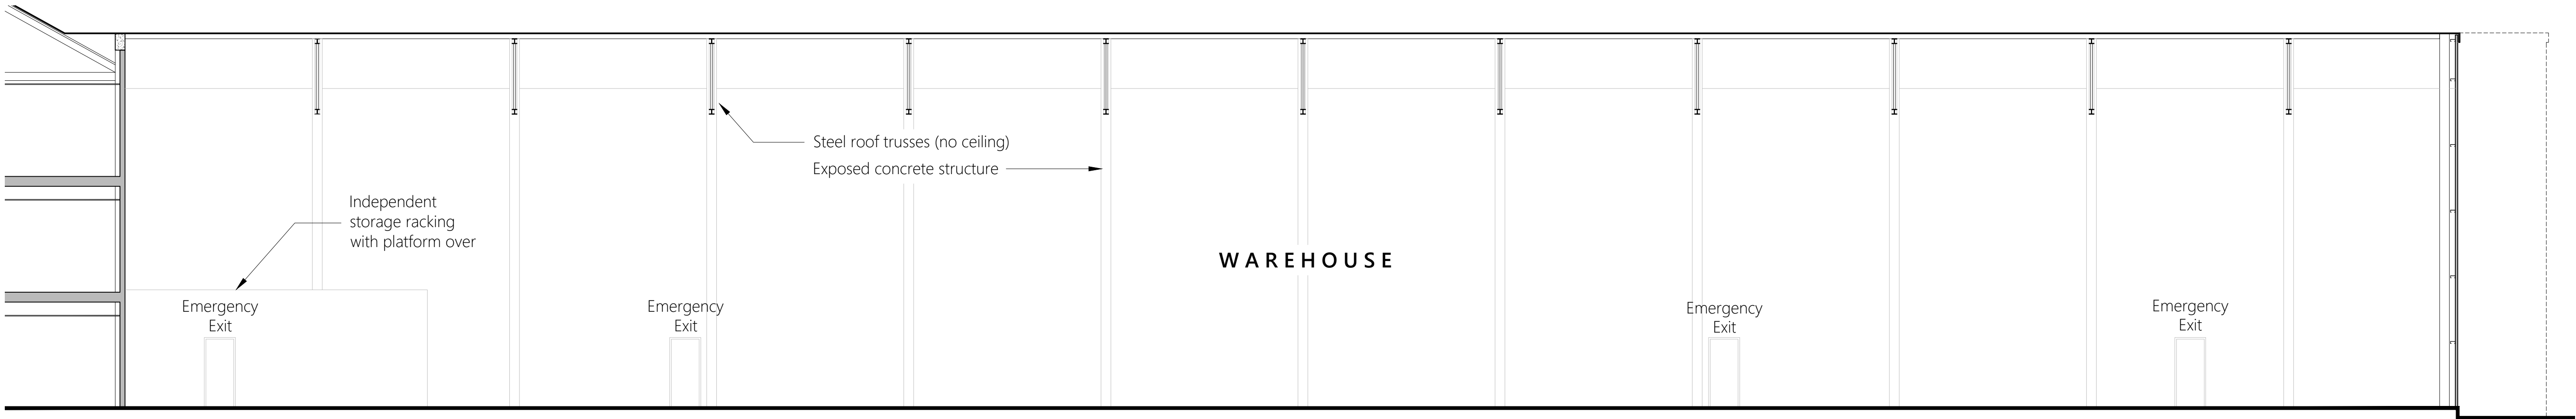 Steel roof trusses (no ceiling)
Exposed concrete structure
Independent
storage racking
with platform over
WAREHOUSE
Emergency
Exit
Emergency
Exit
Emergency
Exit
Emergency
Exit